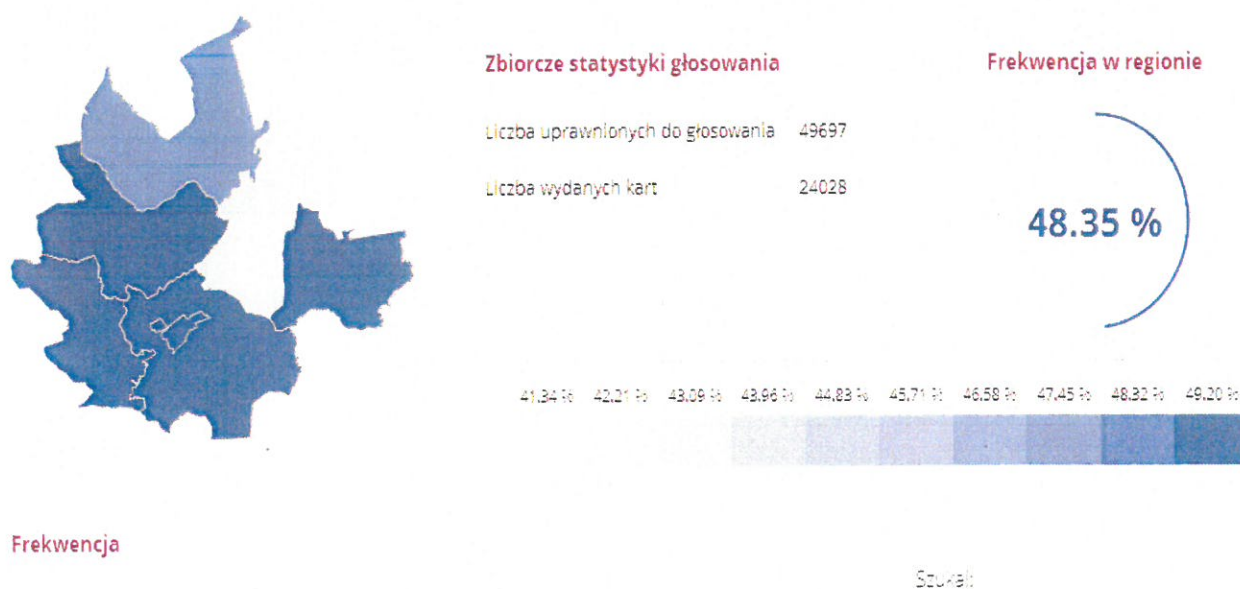 Zbiorcze statystyki głosowania
Frekwencja w regionie
Liczba uprawnionych do głosowania 49697
Liczba wydanych kart 24028
48.35 %
41.34 % 42.21 % 43.09 % 43.96 % 44.83 % 45.71 % 46.58 % 47.45 % 48.32 % 49.20 %
Frekwencja
Szukaj: